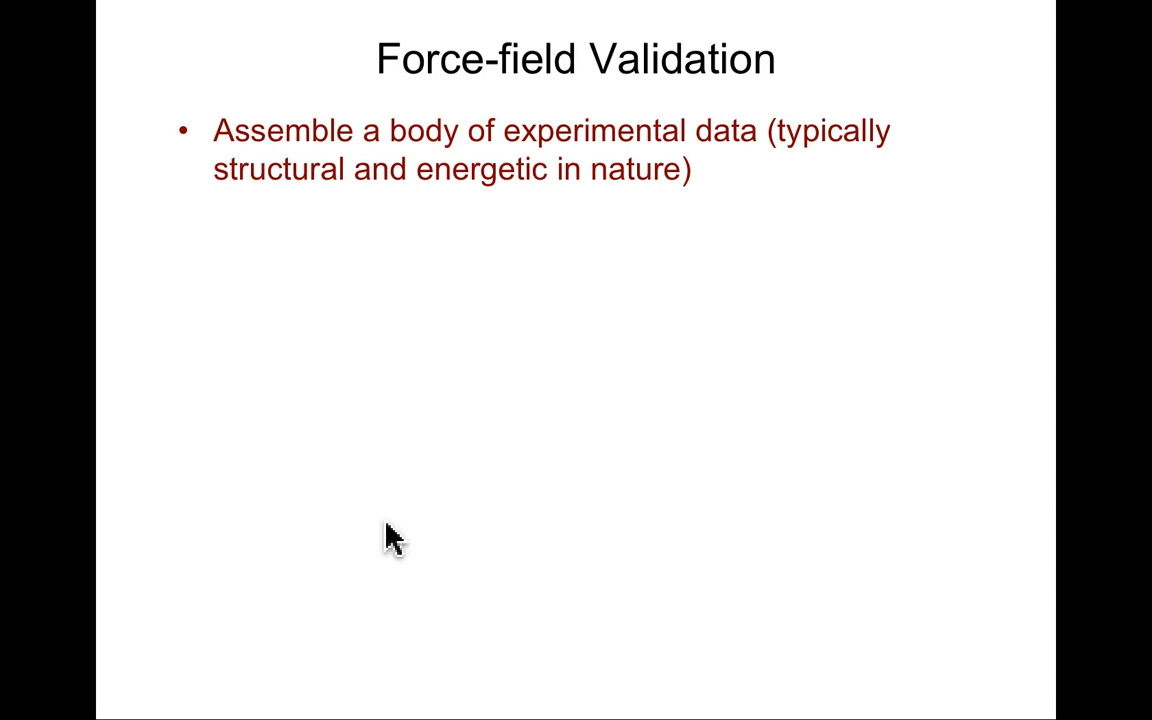 Force-field Validation
• Assemble a body of experimental data (typically
structural and energetic in nature)